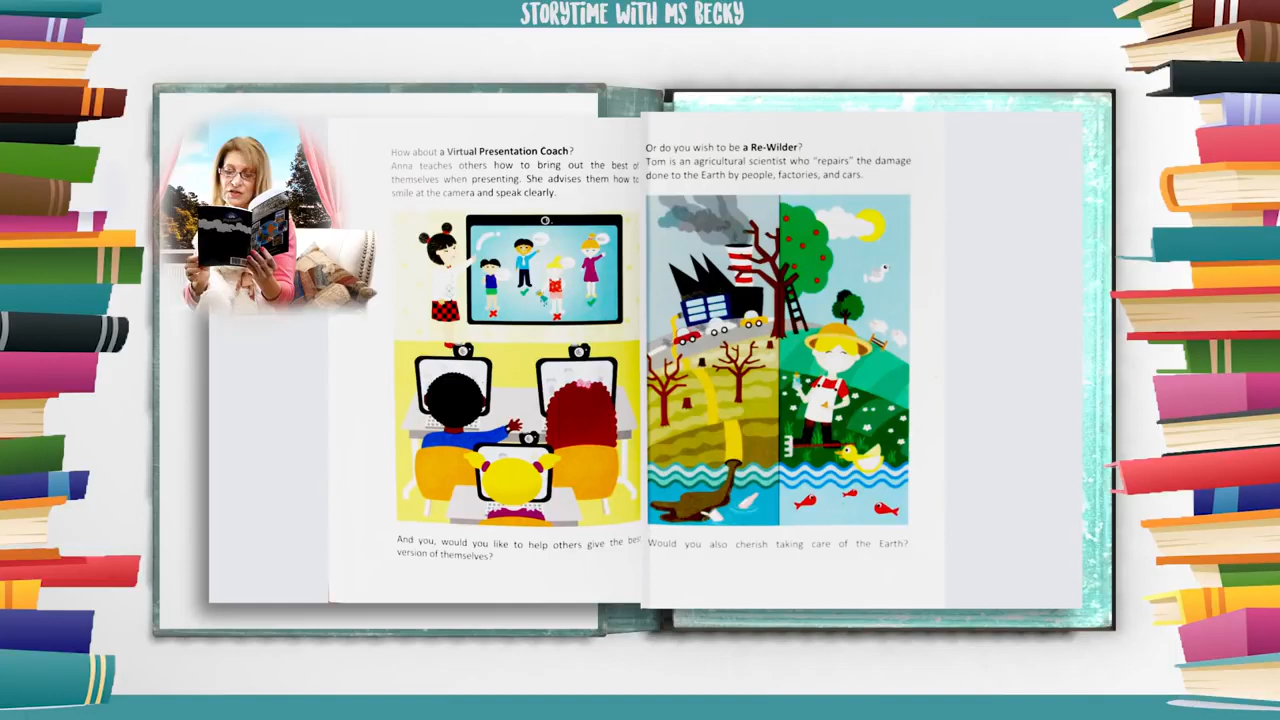 STORYTIME WITH MS BECKY
How about a Virtual Presentation Coach?
Anna teaches others how to bring out the best of
themselves when presenting. She advises them how to
smile at the camera and speak clearly.
And you, would you like to help others give the best
version of themselves?
Or do you wish to be a Re-Wilder?
Tom is an agricultural scientist who “repairs” the damage
done to the Earth by people, factories, and cars.
Would you also cherish taking care of the Earth?